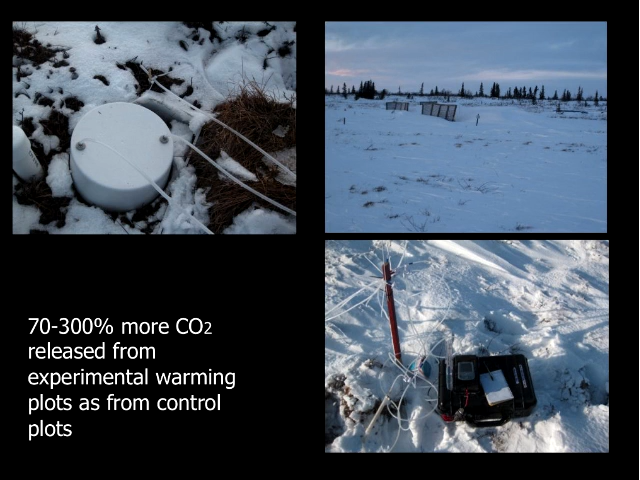 70-300% more CO2
released from
experimental warming
plots as from control
plots